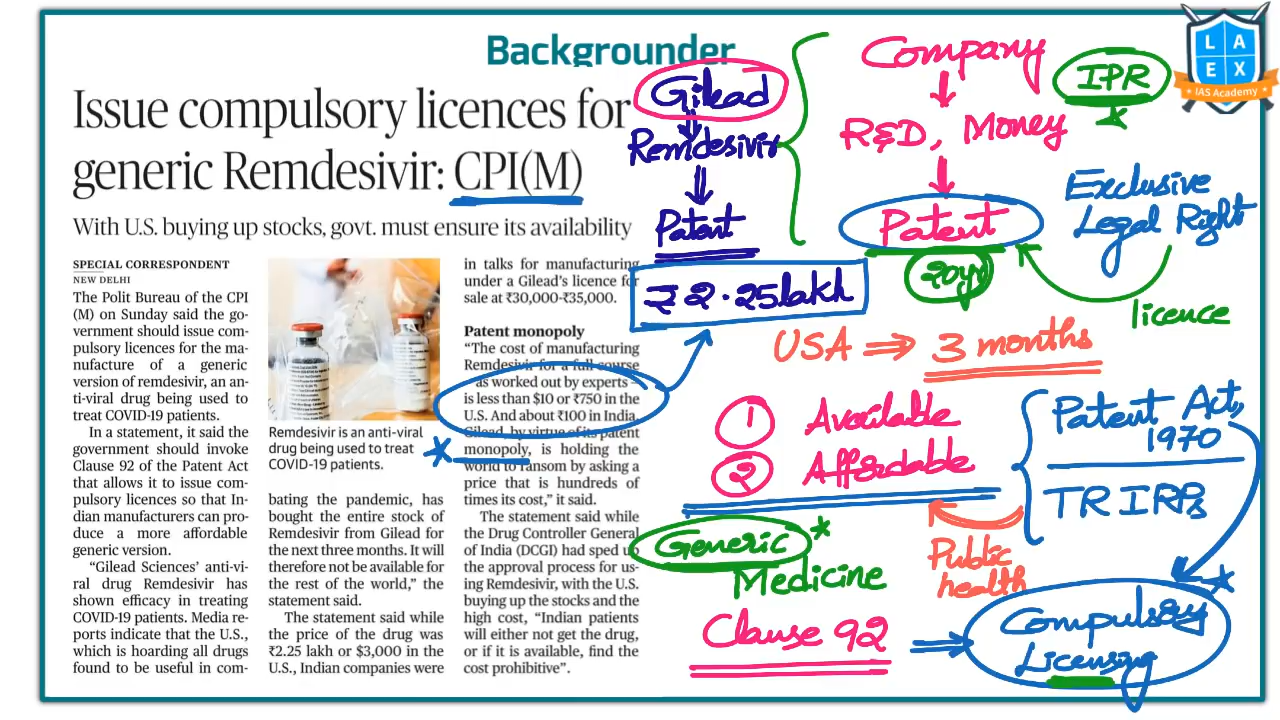 Backgrounder
Issue compulsory licences for
generic Remdesivir: CPI(M)
With U.S. buying up stocks, govt. must ensure its availability
SPECIAL CORRESPONDENT
NEW DELHI
The Polit Bureau of the CPI
(M) on Sunday said the go-
vernment should issue com-
pulsory licences for the ma-
nufacture of a generic
version of remdesivir, an an-
ti-viral drug being used to
treat COVID-19 patients.
In a statement, it said the
government should invoke
Clause 92 of the Patent Act
that allows it to issue com-
pulsory licences so that In-
dian manufacturers can pro-
duce a more affordable
generic version.
"Gilead Sciences' anti-vi-
ral drug Remdesivir has
shown efficacy in treating
COVID-19 patients. Media re-
ports indicate that the U.S.,
which is hoarding all drugs
found to be useful in com-
Remdesivir is an anti-viral
drug being used to treat
COVID-19 patients.
bating the pandemic, has
bought the entire stock of
Remdesivir from Gilead for
the next three months. It will
therefore not be available for
the rest of the world," the
statement said.
The statement said while
the price of the drug was
₹2.25 lakh or $3,000 in the
U.S., Indian companies were
in talks for manufacturing
under a Gilead's licence for
sale at ₹30,000-₹35,000.
Patent monopoly
"The cost of manufacturing
Remdesivir for a full course
– as worked out by experts –
is less than $10 or ₹750 in the
U.S. And about ₹100 in India.
Gilead, by virtue of its patent
monopoly, is holding the
world to ransom by asking a
price that is hundreds of
times its cost," it said.
The statement said while
the Drug Controller General
of India (DCGI) had sped up
the approval process for us-
ing Remdesivir, with the U.S.
buying up the stocks and the
high cost, "Indian patients
will either not get the drug,
or if it is available, find the
cost prohibitive".
Gilead
Remdesivir
Patent
₹2.25lakh
Company
R&D, Money
Patent
20yr
IPR
Exclusive
Legal Right
licence
USA ⇒ 3 months
1 Available
2 Affordable
Patent Act,
1970
TRIPs
Public
health
Generic
Medicine
Clause 92 ⇒ Compulsory
Licensing
LAEX
IAS Academy